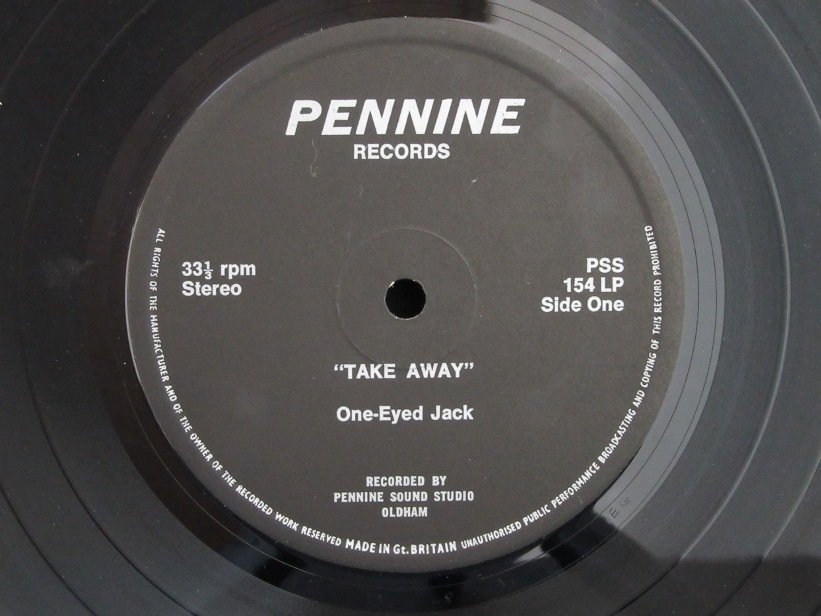 PENNINE
RECORDS
33⅓ rpm
Stereo
PSS
154 LP
Side One
"TAKE AWAY"
One-Eyed Jack
RECORDED BY
PENNINE SOUND STUDIO
OLDHAM
ALL RIGHTS OF THE MANUFACTURER AND OF THE OWNER OF THE RECORDED WORK RESERVED MADE IN Gt. BRITAIN UNAUTHORISED PUBLIC PERFORMANCE BROADCASTING AND COPYING OF THIS RECORD PROHIBITED